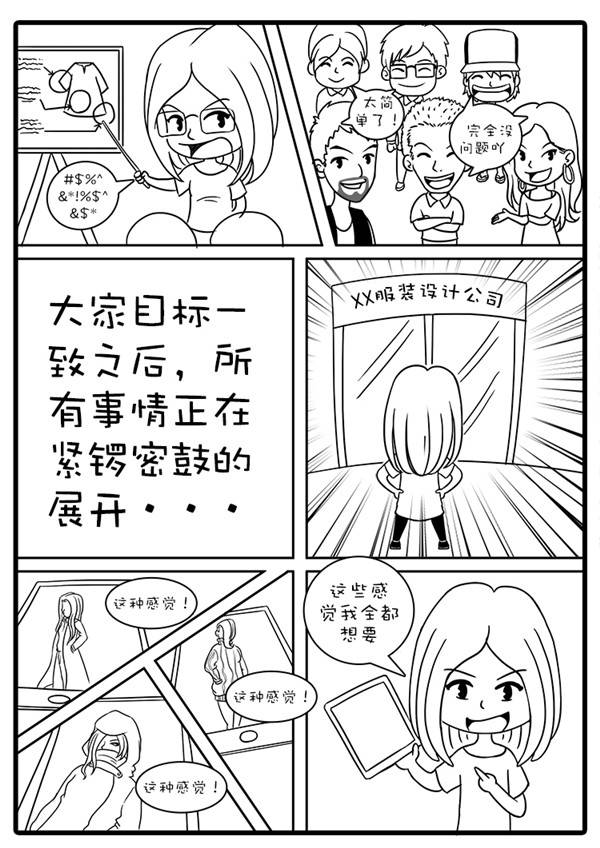 #$%^
&*!%$^
&$*
太简
单了！
完全没
问题吖
大家目标一
致之后，所
有事情正在
紧锣密鼓的
展开···
XX服装设计公司
这种感觉！
这种感觉！
这种感觉！
这些感
觉我全都
想要